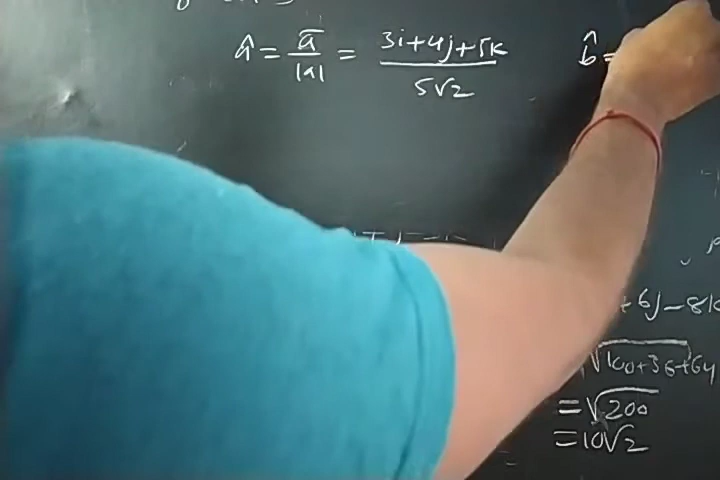 â = a̅/|a| = 3i+4j+5k/5√2
b̂ =
+6j-8k
√100+36+64
=√200
=10√2